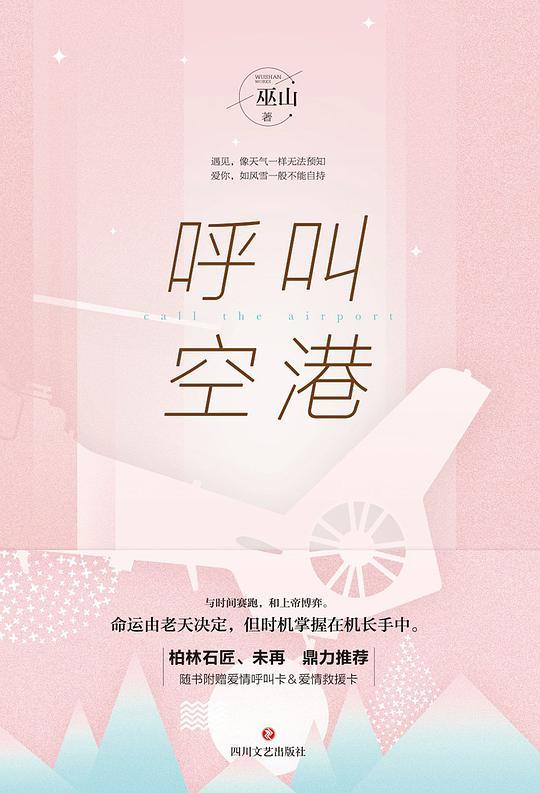 WUSHAN
WORKS
巫山
著
遇见，像天气一样无法预知
爱你，如风雪一般不能自持
呼叫
call the airport
空港
与时间赛跑，和上帝博弈。
命运由老天决定，但时机掌握在机长手中。
柏林石匠、未再 鼎力推荐
随书附赠爱情呼叫卡＆爱情救援卡
四川文艺出版社